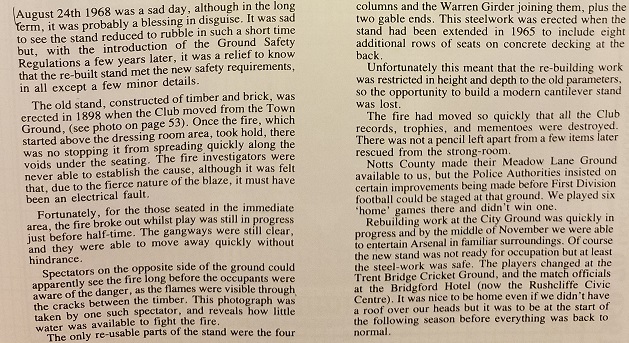 August 24th 1968 was a sad day, although in the long
term, it was probably a blessing in disguise. It was sad
to see the stand reduced to rubble in such a short time
but, with the introduction of the Ground Safety
Regulations a few years later, it was a relief to know
that the re-built stand met the new safety requirements,
in all except a few minor details.
The old stand, constructed of timber and brick, was
erected in 1898 when the Club moved from the Town
Ground, (see photo on page 53). Once the fire, which
started above the dressing room area, took hold, there
was no stopping it from spreading quickly along the
voids under the seating. The fire investigators were
never able to establish the cause, although it was felt
that, due to the fierce nature of the blaze, it must have
been an electrical fault.
Fortunately, for those seated in the immediate
area, the fire broke out whilst play was still in progress
just before half-time. The gangways were still clear,
and they were able to move away quickly without
hindrance.
Spectators on the opposite side of the ground could
apparently see the fire long before the occupants were
aware of the danger, as the flames were visible through
the cracks between the timber. This photograph was
taken by one such spectator, and reveals how little
water was available to fight the fire.
The only re-usable parts of the stand were the four
columns and the Warren Girder joining them, plus the
two gable ends. This steelwork was erected when the
stand had been extended in 1965 to include eight
additional rows of seats on concrete decking at the
back.
Unfortunately this meant that the re-building work
was restricted in height and depth to the old parameters,
so the opportunity to build a modern cantilever stand
was lost.
The fire had moved so quickly that all the Club
records, trophies, and mementoes were destroyed.
There was not a pencil left apart from a few items later
rescued from the strong-room.
Notts County made their Meadow Lane Ground
available to us, but the Police Authorities insisted on
certain improvements being made before First Division
football could be staged at that ground. We played six
'home' games there and didn't win one.
Rebuilding work at the City Ground was quickly in
progress and by the middle of November we were able
to entertain Arsenal in familiar surroundings. Of course
the new stand was not ready for occupation but at least
the steel-work was safe. The players changed at the
Trent Bridge Cricket Ground, and the match officials
at the Bridgford Hotel (now the Rushcliffe Civic
Centre). It was nice to be home even if we didn't have
a roof over our heads but it was to be at the start of
the following season before everything was back to
normal.